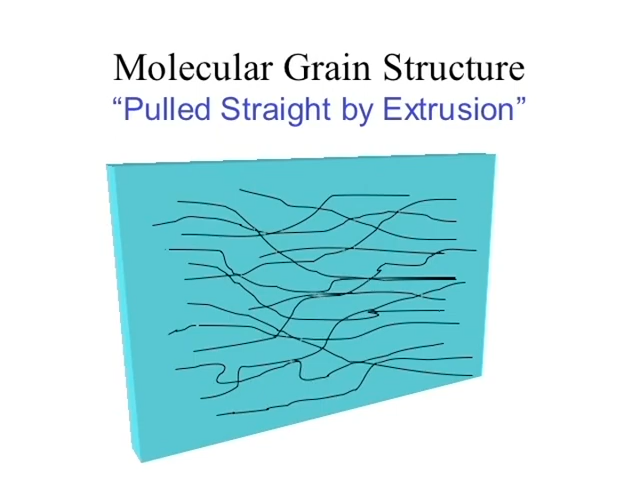 Molecular Grain Structure
“Pulled Straight by Extrusion”